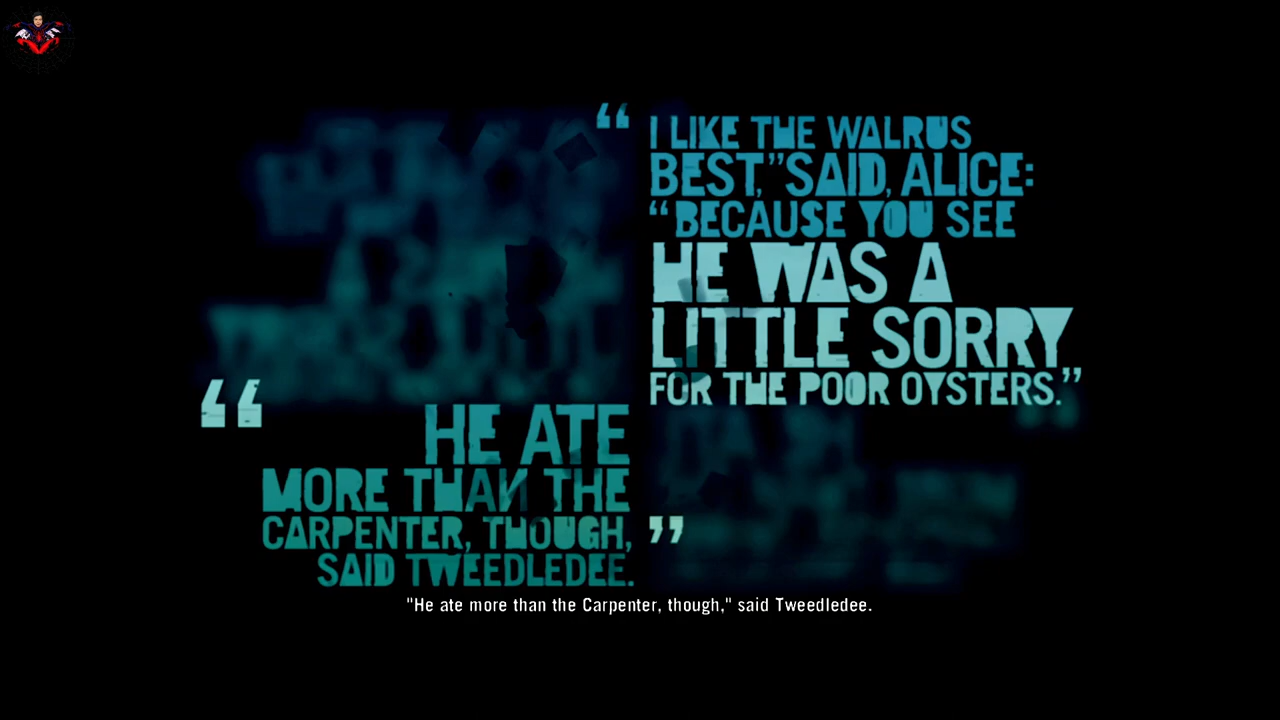 “I LIKE THE WALRUS
BEST,”SAID, ALICE:
“BECAUSE YOU SEE
HE WAS A
LITTLE SORRY
FOR THE POOR OYSTERS.”
“HE ATE
MORE THAN THE
CARPENTER, THOUGH,
SAID TWEEDLEDEE.”
"He ate more than the Carpenter, though," said Tweedledee.